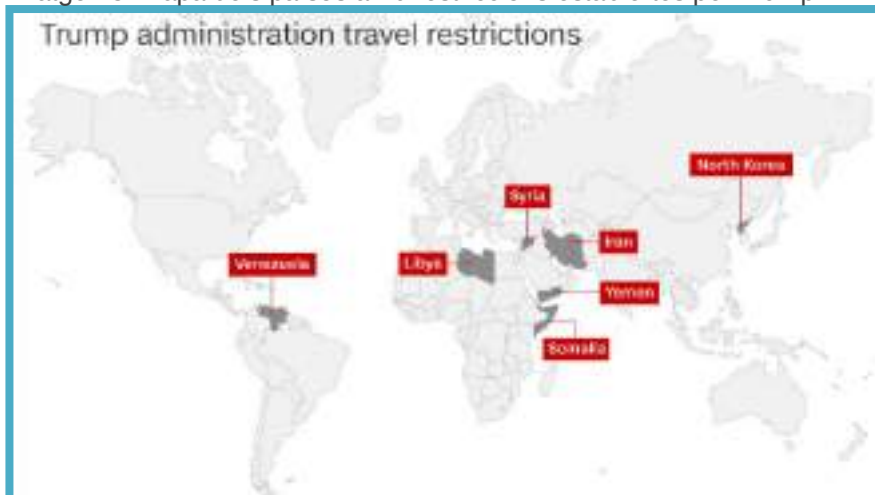 Trump administration travel restrictions
North Korea
Syria
Iran
Venezuela
Libya
Yemen
Somalia